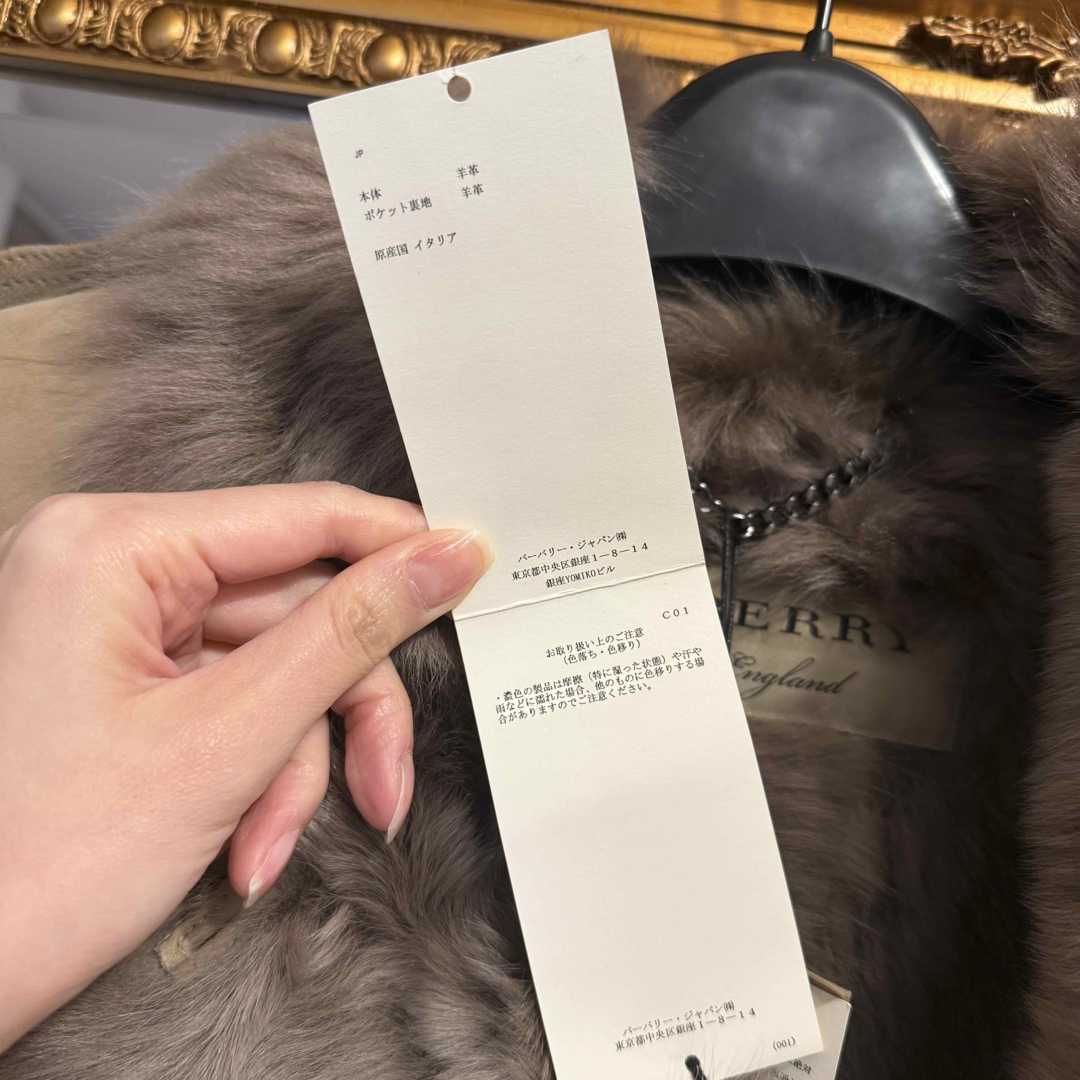 JP
本体 羊革
ポケット裏地 羊革
原産国 イタリア
バーバリー・ジャパン㈱
東京都中央区銀座1－8－14
銀座YOMIKOビル
C01
お取り扱い上のご注意
(色落ち・色移り)
・濃色の製品は摩擦（特に湿った状態）や汗や
雨などに濡れた場合、他のものに色移りする場
合がありますのでご注意ください。
バーバリー・ジャパン㈱
東京都中央区銀座1－8－14
(001)
ERRY
England